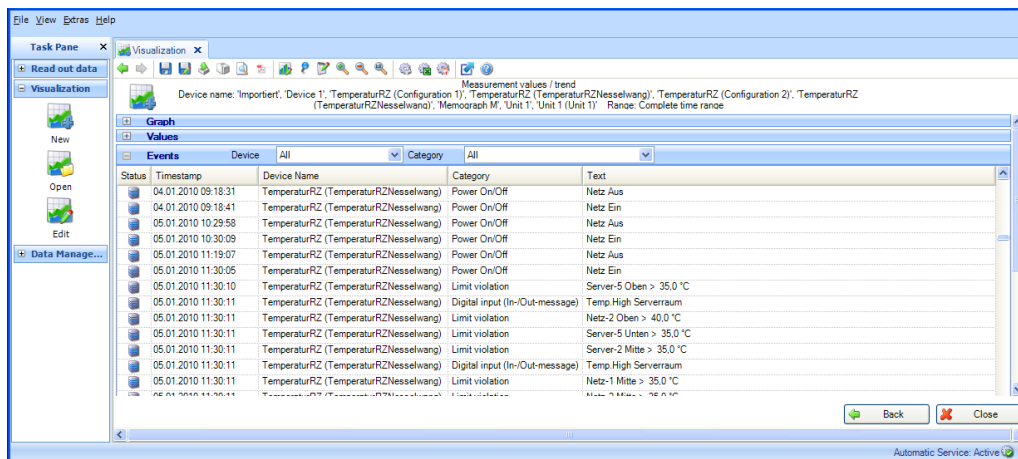 File View Extras Help
Task Pane
Visualization
Read out data
Visualization
New
Open
Edit
Data Manage...
Measurement values / trend
Device name: 'Importiert', 'Device 1', 'TemperaturRZ (Configuration 1)', 'TemperaturRZ (TemperaturRZNesselwang)', 'TemperaturRZ (Configuration 2)', 'TemperaturRZ
(TemperaturRZNesselwang)', 'Memograph M', 'Unit 1', 'Unit 1 (Unit 1)' Range: Complete time range
Graph
Values
Events Device All Category All
Status Timestamp Device Name Category Text
04.01.2010 09:18:31 TemperaturRZ (TemperaturRZNesselwang) Power On/Off Netz Aus
04.01.2010 09:18:41 TemperaturRZ (TemperaturRZNesselwang) Power On/Off Netz Ein
05.01.2010 10:29:58 TemperaturRZ (TemperaturRZNesselwang) Power On/Off Netz Aus
05.01.2010 10:30:09 TemperaturRZ (TemperaturRZNesselwang) Power On/Off Netz Ein
05.01.2010 11:19:07 TemperaturRZ (TemperaturRZNesselwang) Power On/Off Netz Aus
05.01.2010 11:30:05 TemperaturRZ (TemperaturRZNesselwang) Power On/Off Netz Ein
05.01.2010 11:30:10 TemperaturRZ (TemperaturRZNesselwang) Limit violation Server-5 Oben > 35,0 °C
05.01.2010 11:30:11 TemperaturRZ (TemperaturRZNesselwang) Digital input (In-/Out-message) Temp.High Serverraum
05.01.2010 11:30:11 TemperaturRZ (TemperaturRZNesselwang) Limit violation Netz-2 Oben > 40,0 °C
05.01.2010 11:30:11 TemperaturRZ (TemperaturRZNesselwang) Limit violation Server-5 Unten > 35,0 °C
05.01.2010 11:30:11 TemperaturRZ (TemperaturRZNesselwang) Limit violation Server-2 Mitte > 35,0 °C
05.01.2010 11:30:11 TemperaturRZ (TemperaturRZNesselwang) Digital input (In-/Out-message) Temp.High Serverraum
05.01.2010 11:30:11 TemperaturRZ (TemperaturRZNesselwang) Limit violation Netz-1 Mitte > 35,0 °C
Back Close
Automatic Service: Active